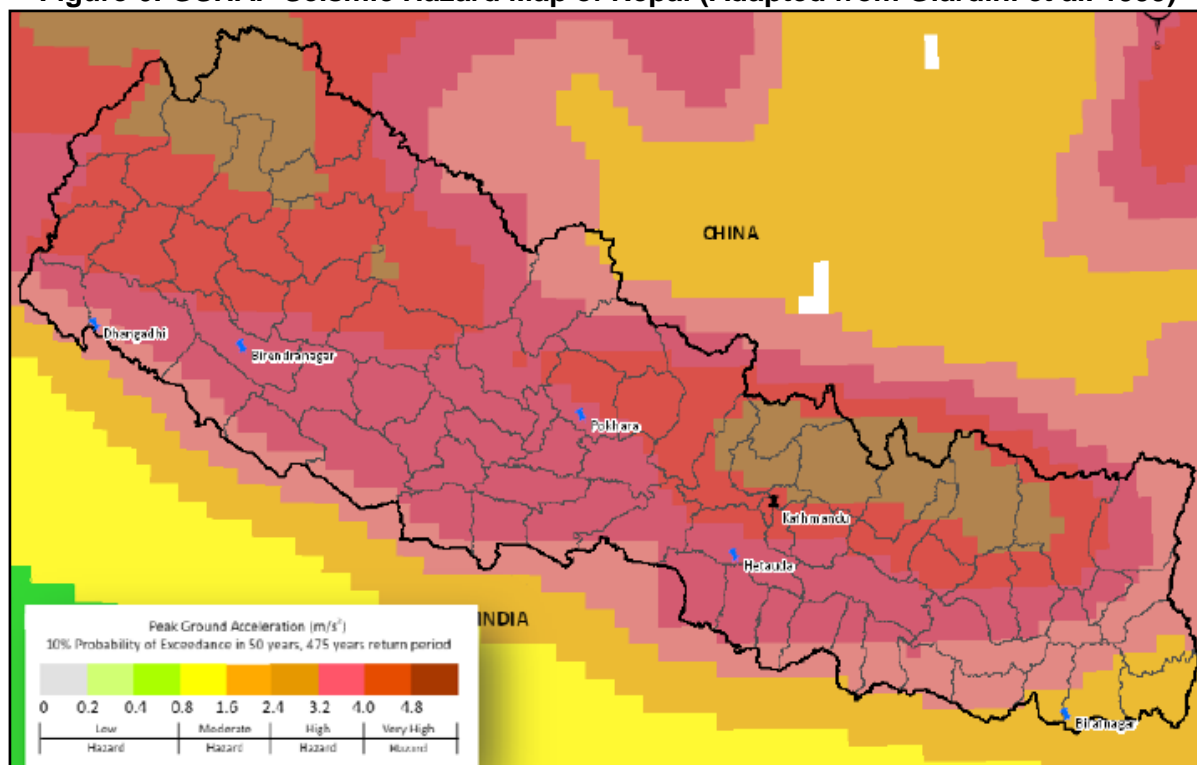 CHINA
Dhangadhi
Birendranagar
Pokhara
Kathmandu
Hetauda
INDIA
Biratnagar
Peak Ground Acceleration (m/s²)
10% Probability of Exceedance in 50 years, 475 years return period
0 0.2 0.4 0.8 1.6 2.4 3.2 4.0 4.8
Low Moderate High Very High
Hazard Hazard Hazard Hazard